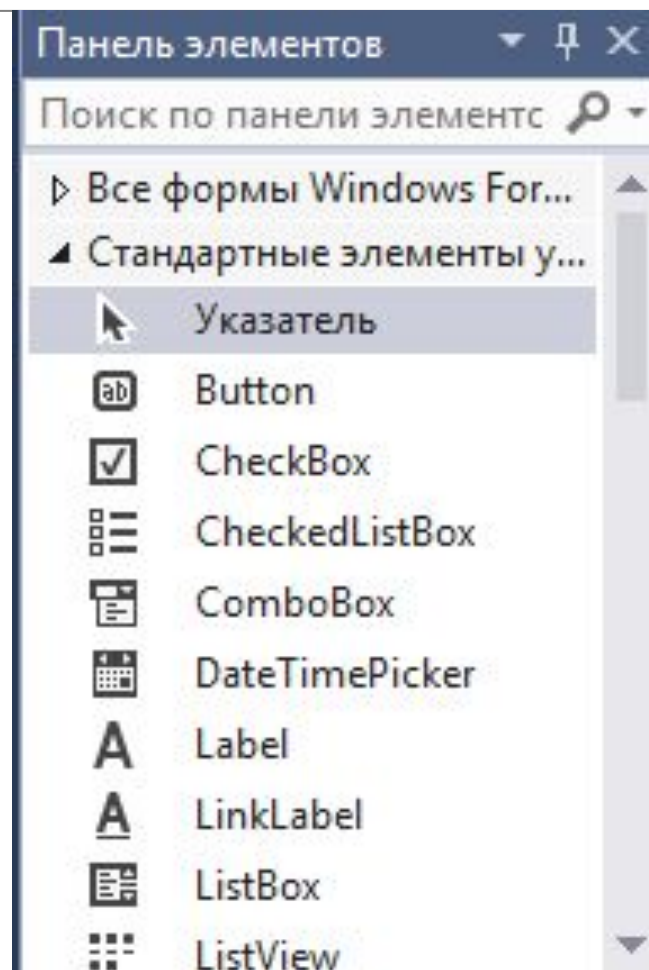 Панель элементов
Поиск по панели элементс
Все формы Windows For...
Стандартные элементы у...
Указатель
Button
CheckBox
CheckedListBox
ComboBox
DateTimePicker
Label
LinkLabel
ListBox
ListView